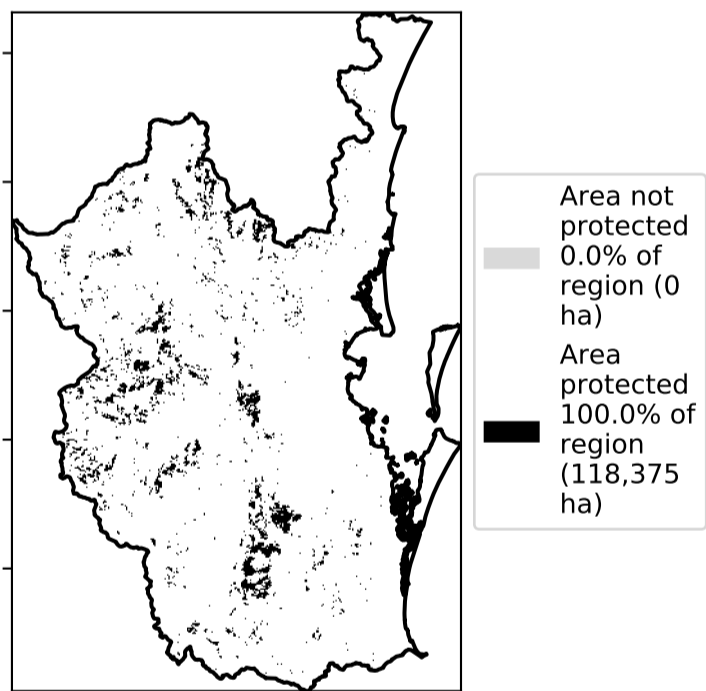 Area not
protected
0.0% of
region (0
ha)
Area
protected
100.0% of
region
(118,375
ha)